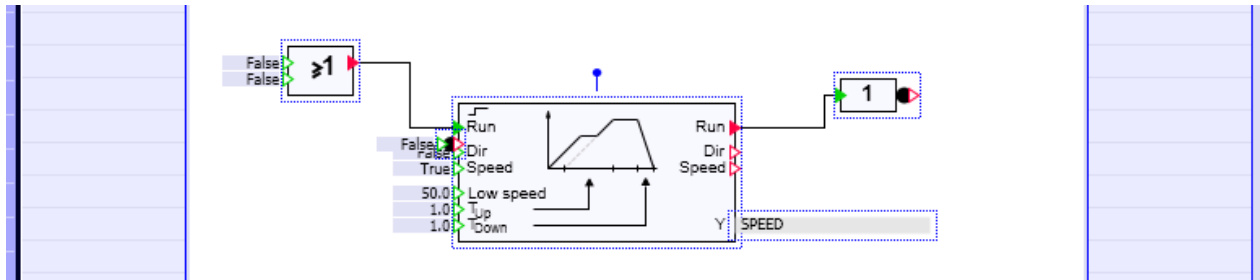 False
False
≥1
Run
False
False
Dir
True
Speed
50.0
Low speed
1.0
TUp
1.0
TDown
Run
Dir
Speed
Y
SPEED
1